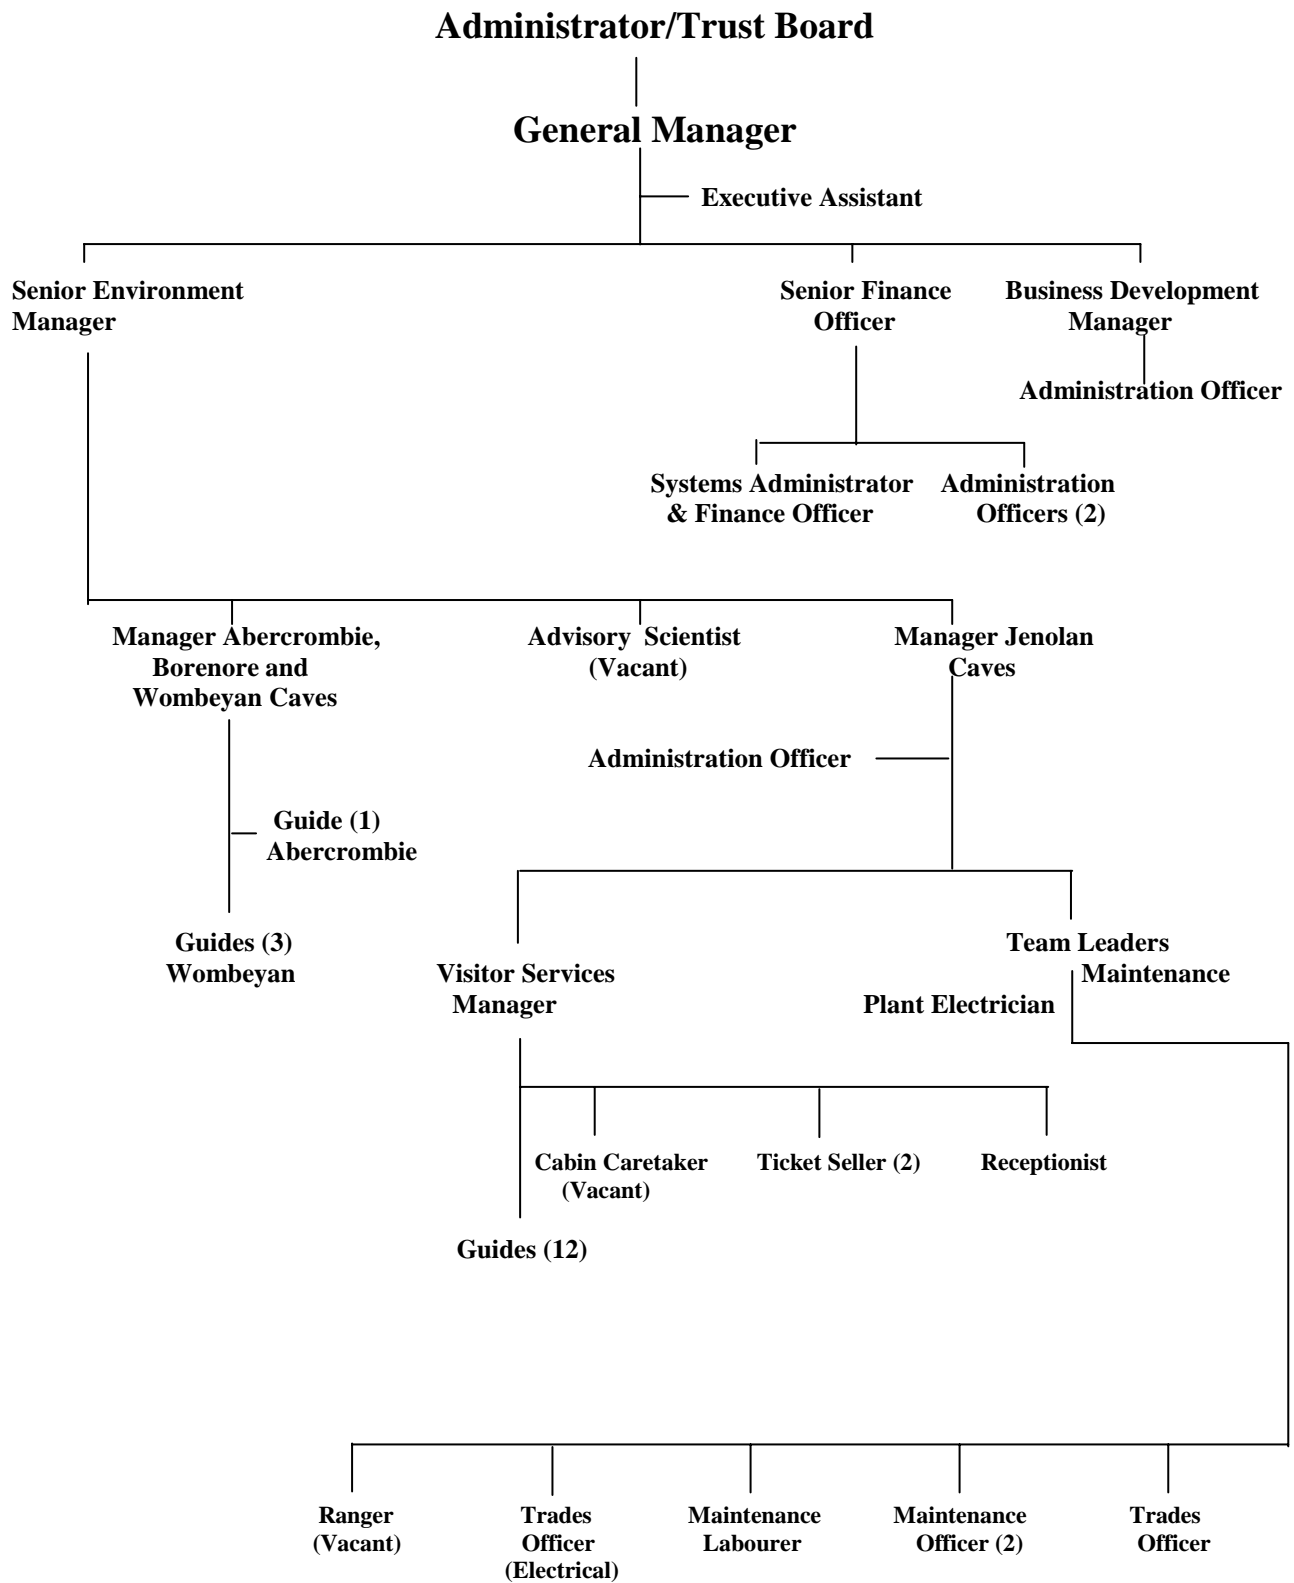 Administrator/Trust Board
General Manager
Executive Assistant
Senior Environment
Manager
Senior Finance
Officer
Business Development
Manager
Administration Officer
Systems Administrator
& Finance Officer
Administration
Officers (2)
Manager Abercrombie,
Borenore and
Wombeyan Caves
Advisory Scientist
(Vacant)
Manager Jenolan
Caves
Administration Officer
Guide (1)
Abercrombie
Guides (3)
Wombeyan
Visitor Services
Manager
Team Leaders
Maintenance
Plant Electrician
Cabin Caretaker
(Vacant)
Ticket Seller (2)
Receptionist
Guides (12)
Ranger
(Vacant)
Trades
Officer
(Electrical)
Maintenance
Labourer
Maintenance
Officer (2)
Trades
Officer